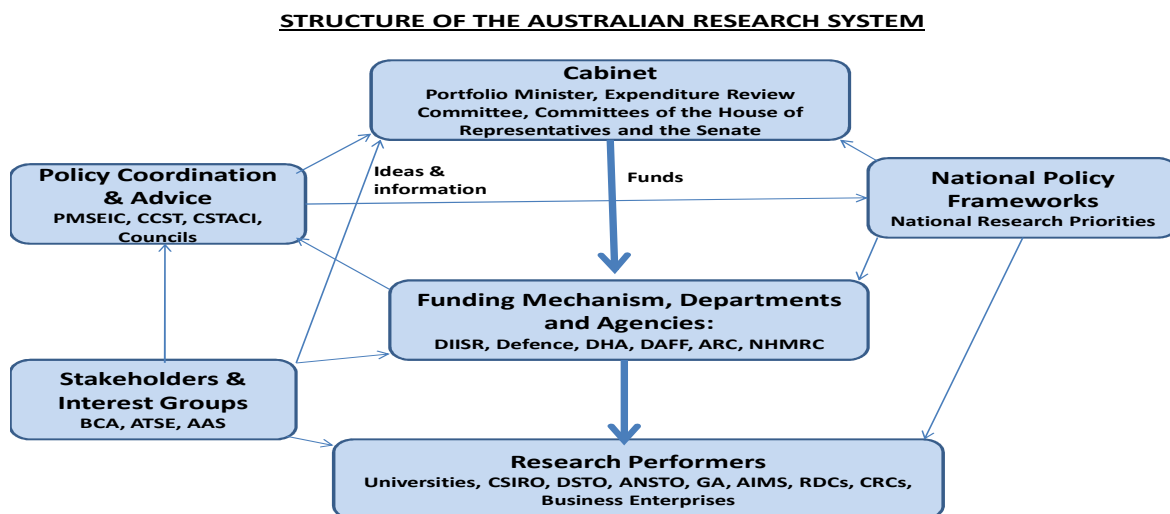 STRUCTURE OF THE AUSTRALIAN RESEARCH SYSTEM
Cabinet
Portfolio Minister, Expenditure Review
Committee, Committees of the House of
Representatives and the Senate
Policy Coordination
& Advice
PMSEIC, CCST, CSTACI,
Councils
Ideas &
information
Funds
National Policy
Frameworks
National Research Priorities
Funding Mechanism, Departments
and Agencies:
DIISR, Defence, DHA, DAFF, ARC, NHMRC
Stakeholders &
Interest Groups
BCA, ATSE, AAS
Research Performers
Universities, CSIRO, DSTO, ANSTO, GA, AIMS, RDCs, CRCs,
Business Enterprises